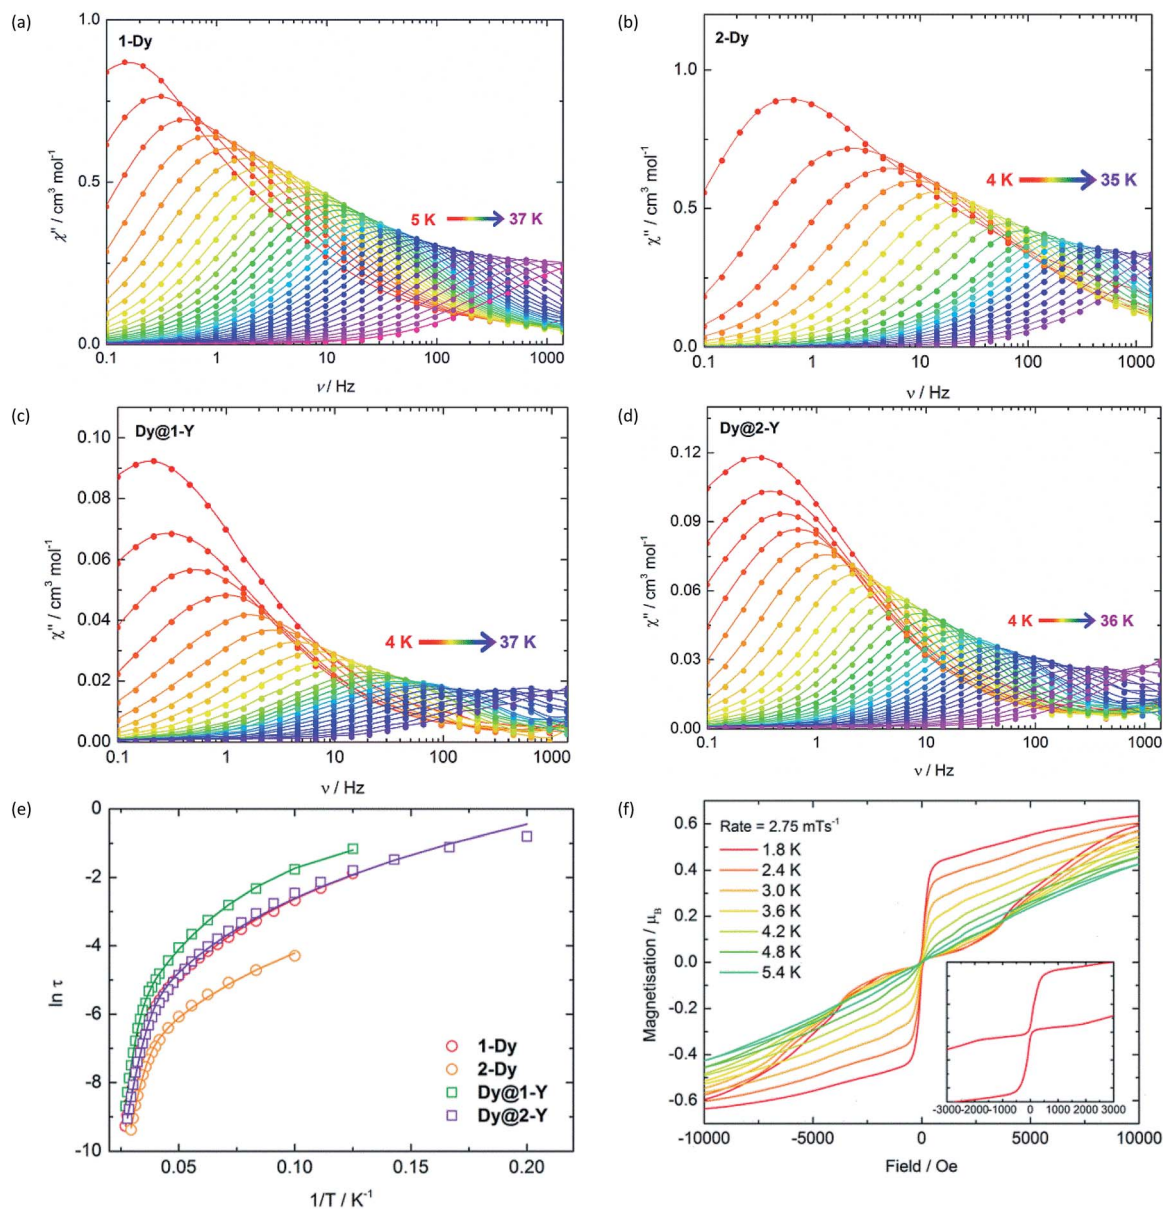 (a)
1-Dy
1.0
0.5
0.0
χ'' / cm³ mol⁻¹
5 K 37 K
0.1 1 10 100 1000
ν / Hz
(b)
2-Dy
1.0
0.5
0.0
χ'' / cm³ mol⁻¹
4 K 35 K
0.1 1 10 100 1000
ν / Hz
(c)
Dy@1-Y
0.10
0.08
0.06
0.04
0.02
0.00
χ'' / cm³ mol⁻¹
4 K 37 K
0.1 1 10 100 1000
ν / Hz
(d)
Dy@2-Y
0.12
0.09
0.06
0.03
0.00
χ'' / cm³ mol⁻¹
4 K 36 K
0.1 1 10 100 1000
ν / Hz
(e)
0
-2
-4
-6
-8
-10
ln τ
1-Dy
2-Dy
Dy@1-Y
Dy@2-Y
0.05 0.10 0.15 0.20
1/T / K⁻¹
(f)
Rate = 2.75 mTs⁻¹
1.8 K
2.4 K
3.0 K
3.6 K
4.2 K
4.8 K
5.4 K
0.6
0.4
0.2
0.0
-0.2
-0.4
-0.6
Magnetisation / μB
-3000-2000-1000 0 1000 2000 3000
-10000 -5000 0 5000 10000
Field / Oe